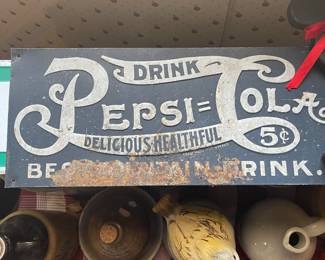 DRINK
PEPSI=COLA
DELICIOUS-HEALTHFUL
5¢
DRINK.